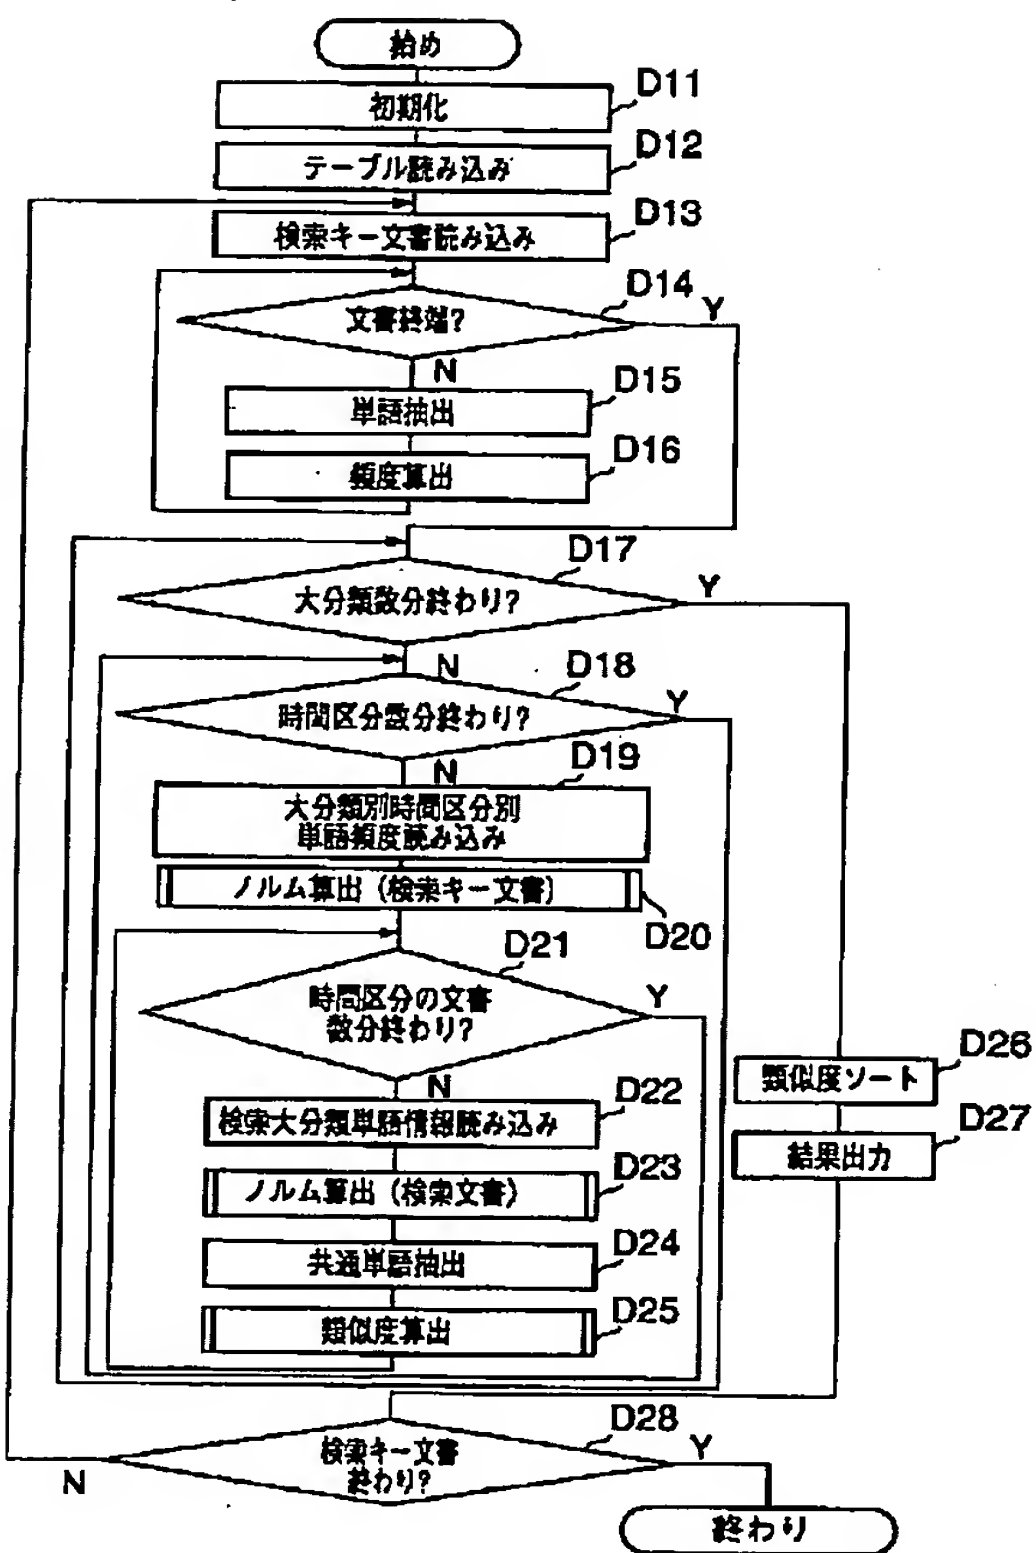 始め
D11
初期化
D12
テーブル読み込み
D13
検索キー文書読み込み
D14
文書終端?
Y
N
D15
単語抽出
D16
頻度算出
D17
大分類数分終わり?
Y
N
D18
時間区分数分終わり?
Y
N
D19
大分類別時間区分別
単語頻度読み込み
ノルム算出(検索キー文書)
D20
D21
時間区分の文書
数分終わり?
Y
N
D22
検索大分類単語情報読み込み
D23
ノルム算出(検索文書)
D24
共通単語抽出
D25
類似度算出
D26
類似度ソート
D27
結果出力
D28
検索キー文書
終わり?
N
Y
終わり